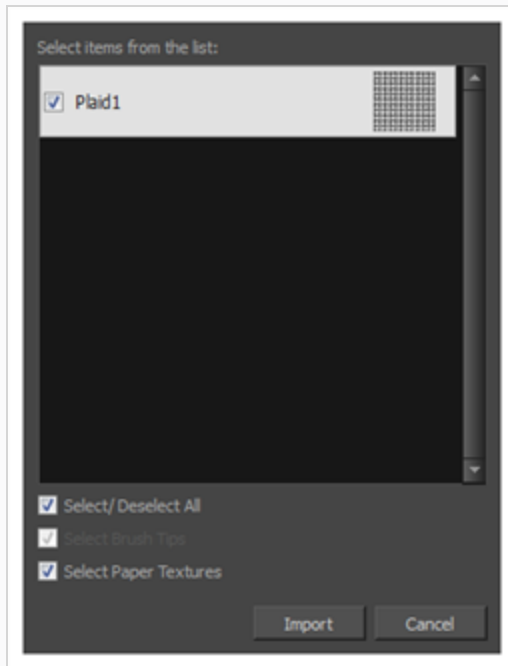 Select items from the list:
Plaid1
Select/ Deselect All
Select Brush Tips
Select Paper Textures
Import
Cancel